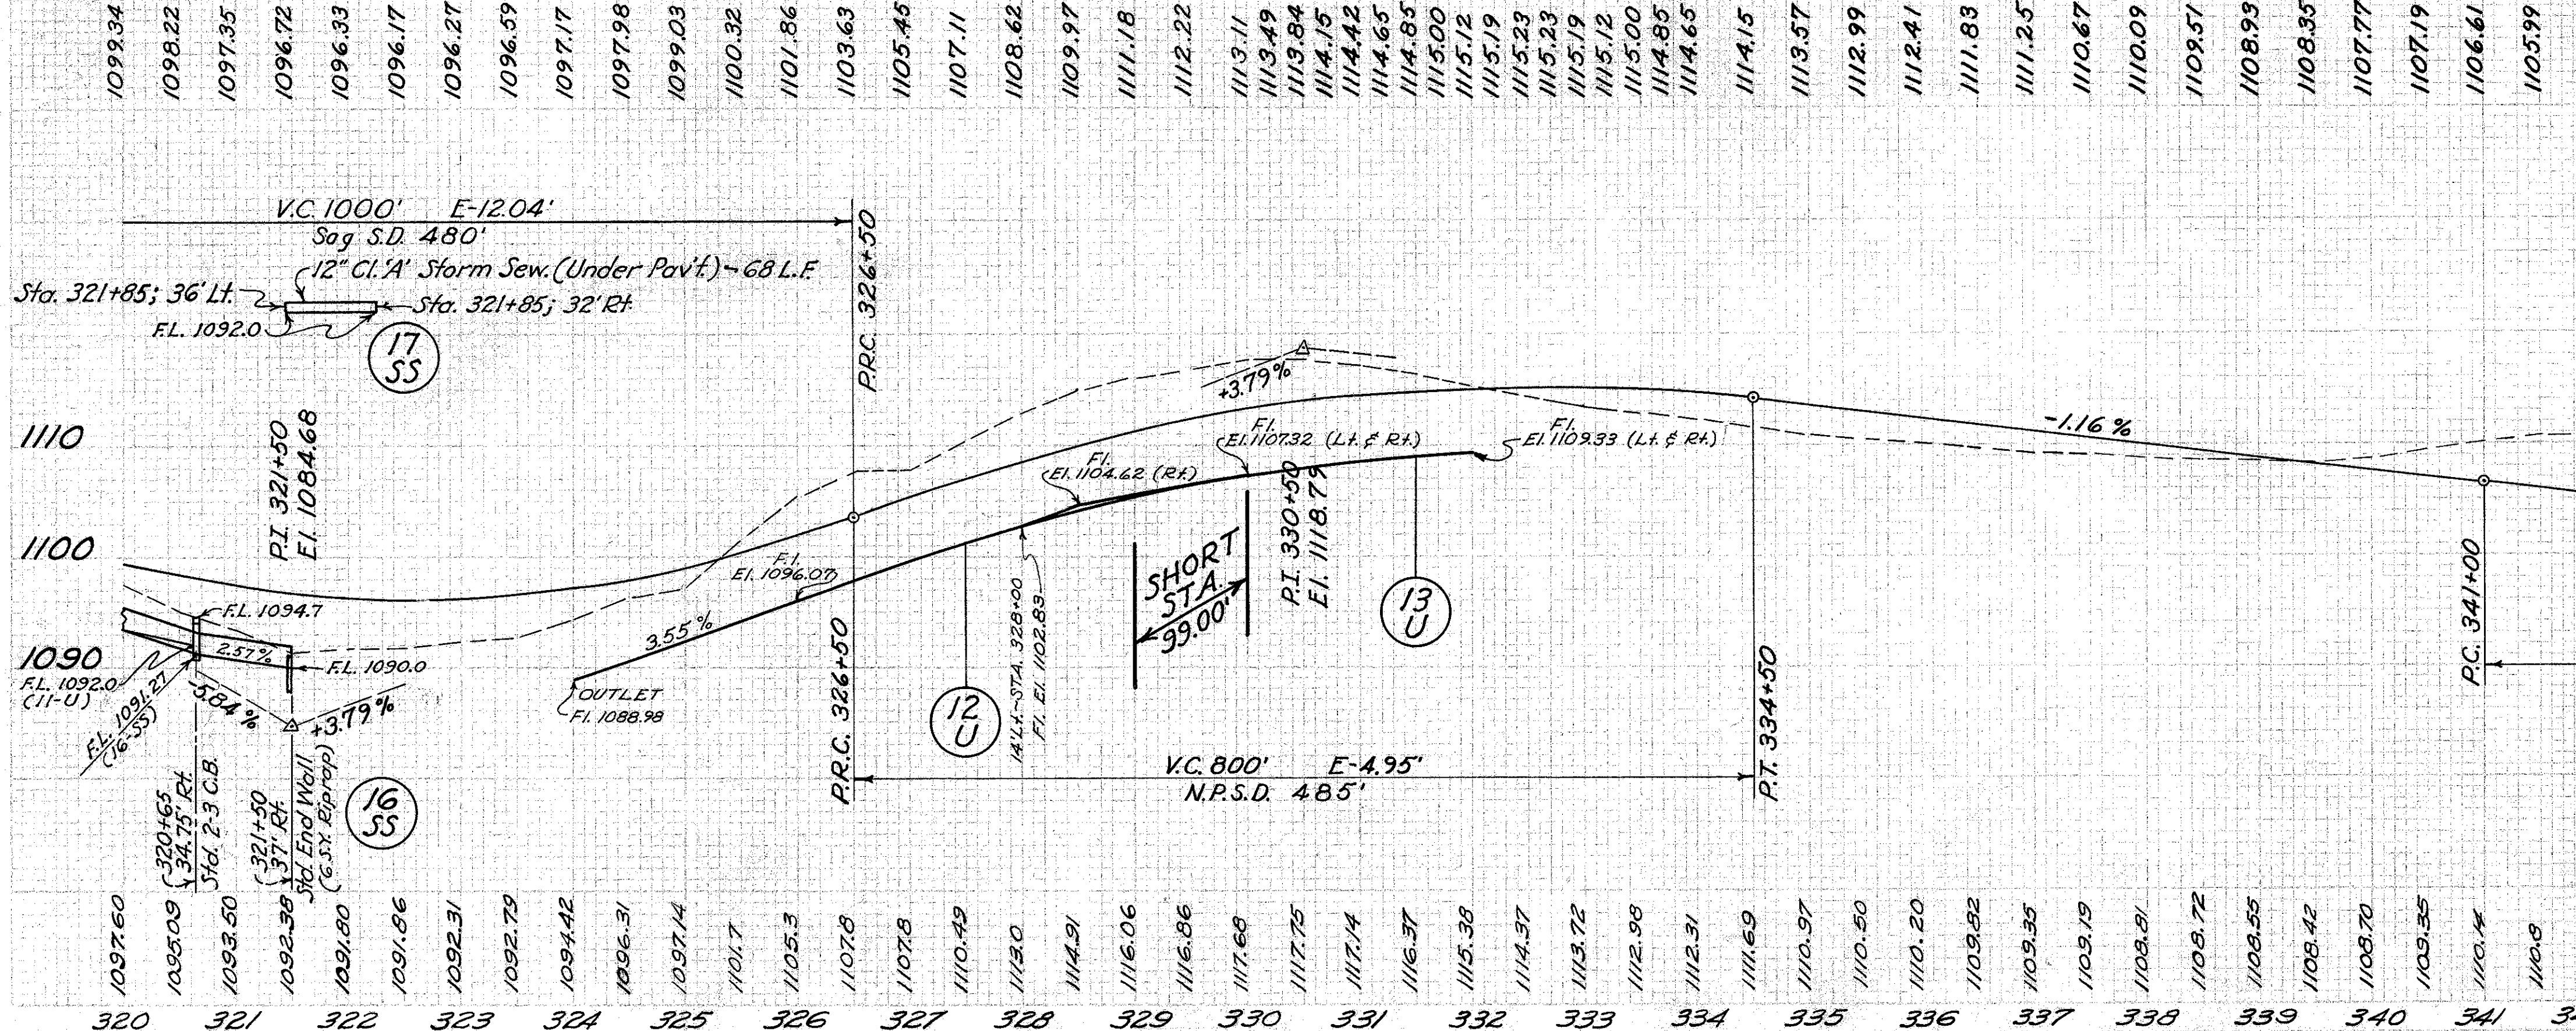 1099.34 1098.22 1097.35 1096.72 1096.33 1096.17 1096.27 1096.59 1097.17 1097.98 1099.03 1100.32 1101.86 1103.63 1105.45 1107.11 1108.62 1109.97 1111.18 1112.22 1113.11 1113.49 1113.84 1114.15 1114.42 1114.65 1114.85 1115.00 1115.12 1115.19 1115.23 1115.23 1115.19 1115.12 1115.00 1114.85 1114.65 1114.15 1113.57 1112.99 1112.41 1111.83 1111.25 1110.67 1110.09 1109.51 1108.93 1108.35 1107.77 1107.19 1106.61 1105.99
V.C. 1000' E-12.04'
Sag S.D. 480'
12" Cl. 'A' Storm Sew. (Under Pav't.) - 68 L.F.
Sta. 321+85; 36' Lt.
Sta. 321+85; 32' Rt.
F.L. 1092.0
17
SS
P.R.C. 326+50
+3.79%
1110
P.I. 321+50
El. 1084.68
Fl.
El. 1107.32 (Lt. & Rt.)
Fl.
El. 1109.33 (Lt. & Rt.)
-1.16 %
Fl.
El. 1104.62 (Rt.)
P.I. 330+50
El. 1118.79
1100
Fl.
El. 1096.07
SHORT
STA.
99.00'
13
U
P.C. 341+00
F.L. 1094.7
2.57%
3.55%
1090
F.L. 1090.0
F.L. 1092.0
(11-U)
F.L. 1091.27
(16-SS)
-5.84%
+3.79%
OUTLET
Fl. 1088.98
P.R.C. 326+50
12
U
14' Lt. ~ STA. 328+00
Fl. El. 1102.83
P.T. 334+50
V.C. 800' E-4.95'
N.P.S.D. 485'
320+65
34.75' Rt.
Std. 2-3 C.B.
321+50
37' Rt.
Std. End Wall
(6 S.Y. Riprap)
16
SS
1097.60 1095.09 1093.50 1092.38 1091.80 1091.86 1092.31 1092.79 1094.42 1096.31 1097.14 1101.7 1105.3 1107.8 1107.8 1110.49 1113.0 1114.91 1116.06 1116.86 1117.68 1117.75 1117.14 1116.37 1115.38 1114.37 1113.72 1112.98 1112.31 1111.69 1110.97 1110.50 1110.20 1109.82 1109.35 1109.19 1108.81 1108.72 1108.55 1108.42 1108.70 1109.35 1110.14 1110.8
320 321 322 323 324 325 326 327 328 329 330 331 332 333 334 335 336 337 338 339 340 341